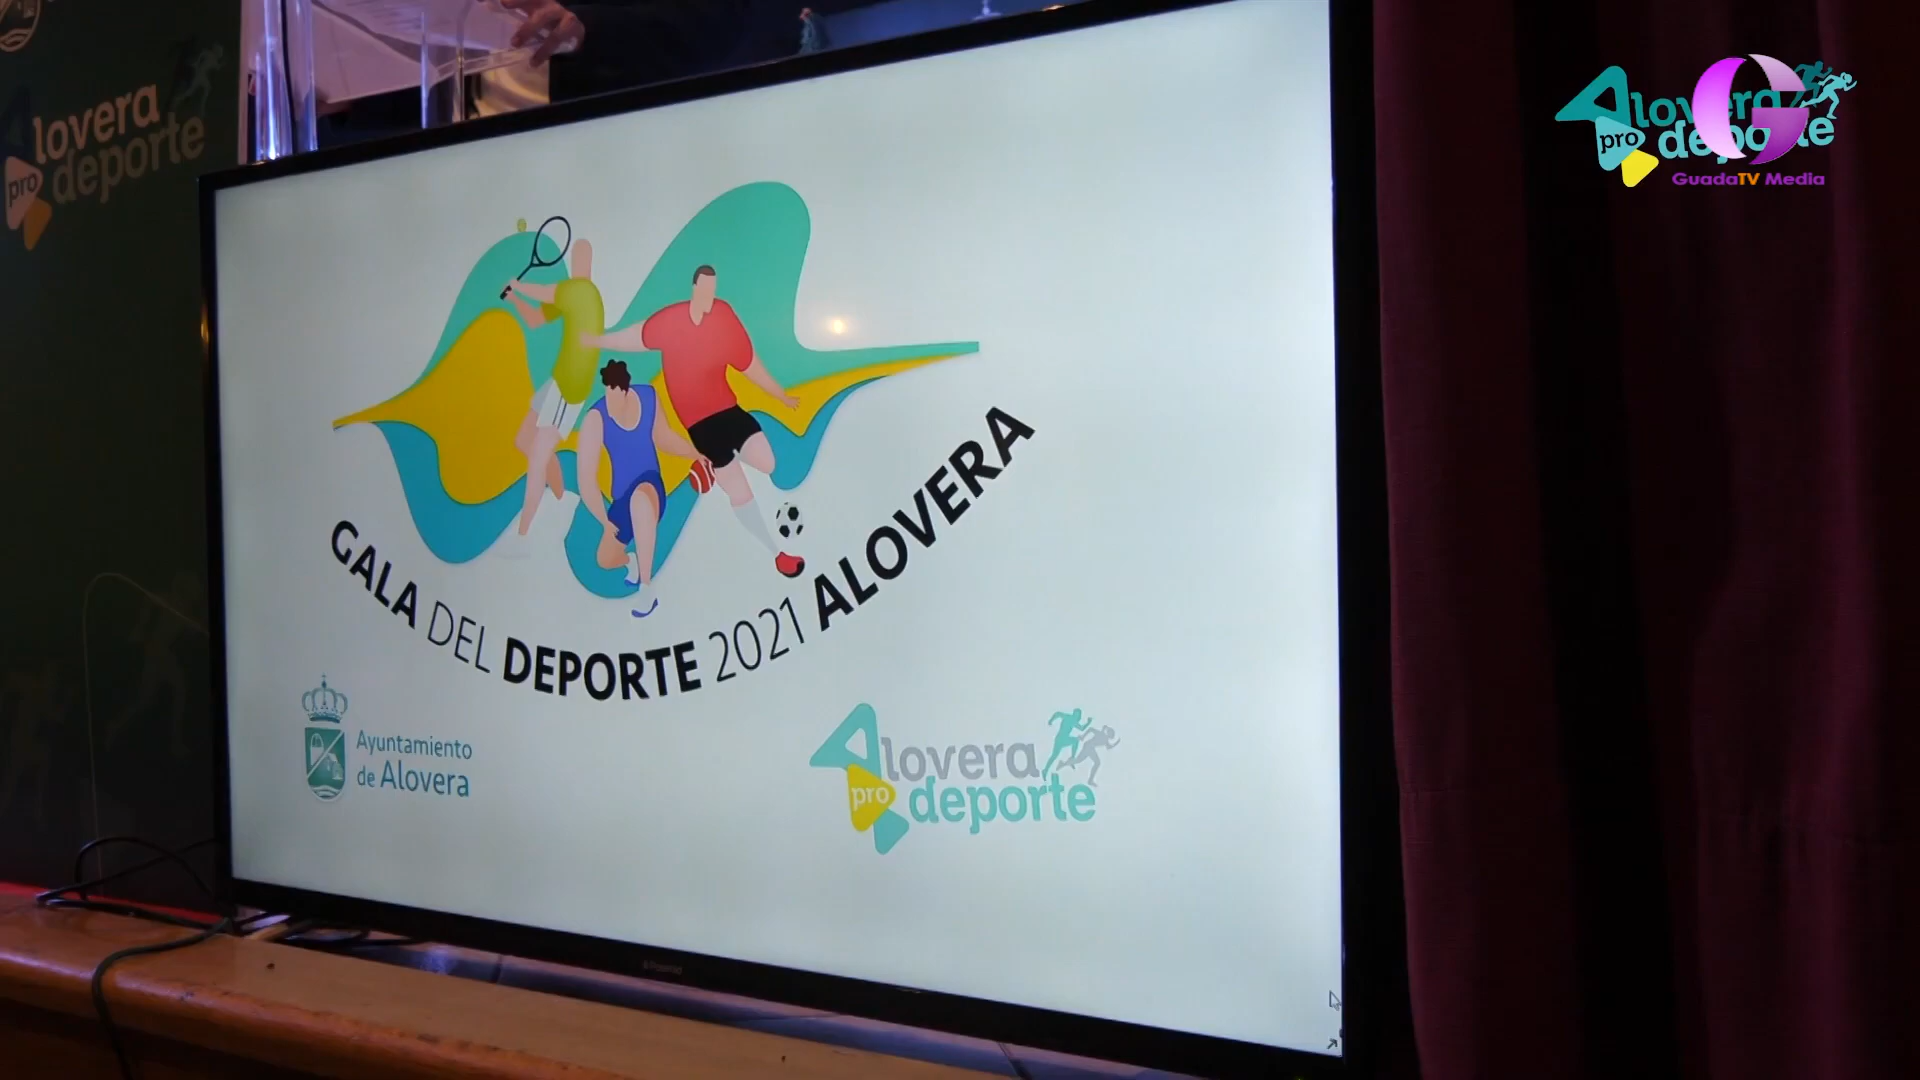 Alovera
pro deporte
Alovera
pro deporte
GuadaTV Media
GALA DEL DEPORTE 2021 ALOVERA
Ayuntamiento
de Alovera
Alovera
pro deporte